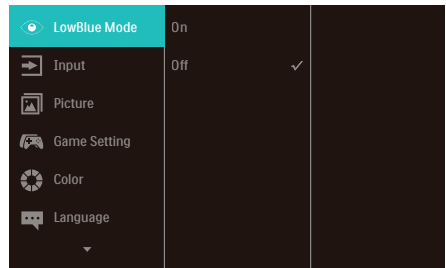 LowBlue Mode
On
Input
Off
Picture
Game Setting
Color
Language